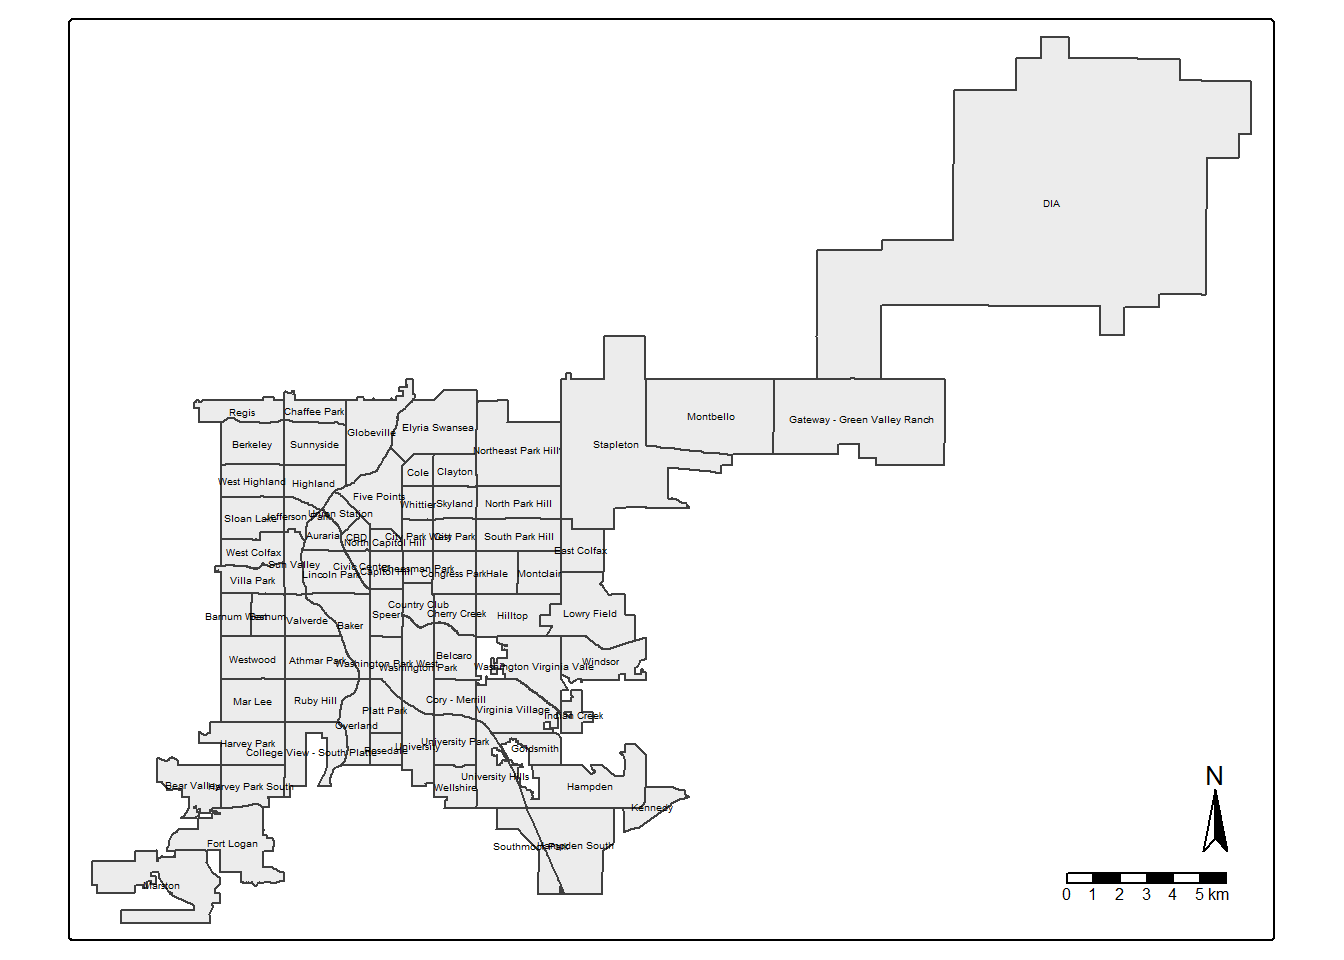 DIA
Regis
Chaffee Park
Globeville
Elyria Swansea
Montbello
Gateway - Green Valley Ranch
Berkeley
Sunnyside
Northeast Park Hill
Stapleton
West Highland
Highland
Cole
Clayton
Five Points
Whittier
Skyland
North Park Hill
Sloan Lake
Jefferson Park
Union Station
Auraria
CBD
North Capitol Hill
City Park West
City Park
South Park Hill
East Colfax
West Colfax
Sun Valley
Lincoln Park
Civic Center
Capitol Hill
Cheesman Park
Congress Park
Hale
Montclair
Villa Park
Barnum West
Barnum
Valverde
Baker
Speer
Country Club
Cherry Creek
Hilltop
Lowry Field
Westwood
Athmar Park
Washington Park West
Washington Park
Belcaro
Washington Virginia Vale
Windsor
Mar Lee
Ruby Hill
Platt Park
Cory - Merrill
Virginia Village
Indian Creek
Overland
Harvey Park
College View - South Platte
Rosedale
University
University Park
Goldsmith
Bear Valley
Harvey Park South
Wellshire
University Hills
Hampden
Kennedy
Fort Logan
Southmoor Park
Hampden South
Marston
N
0 1 2 3 4 5 km